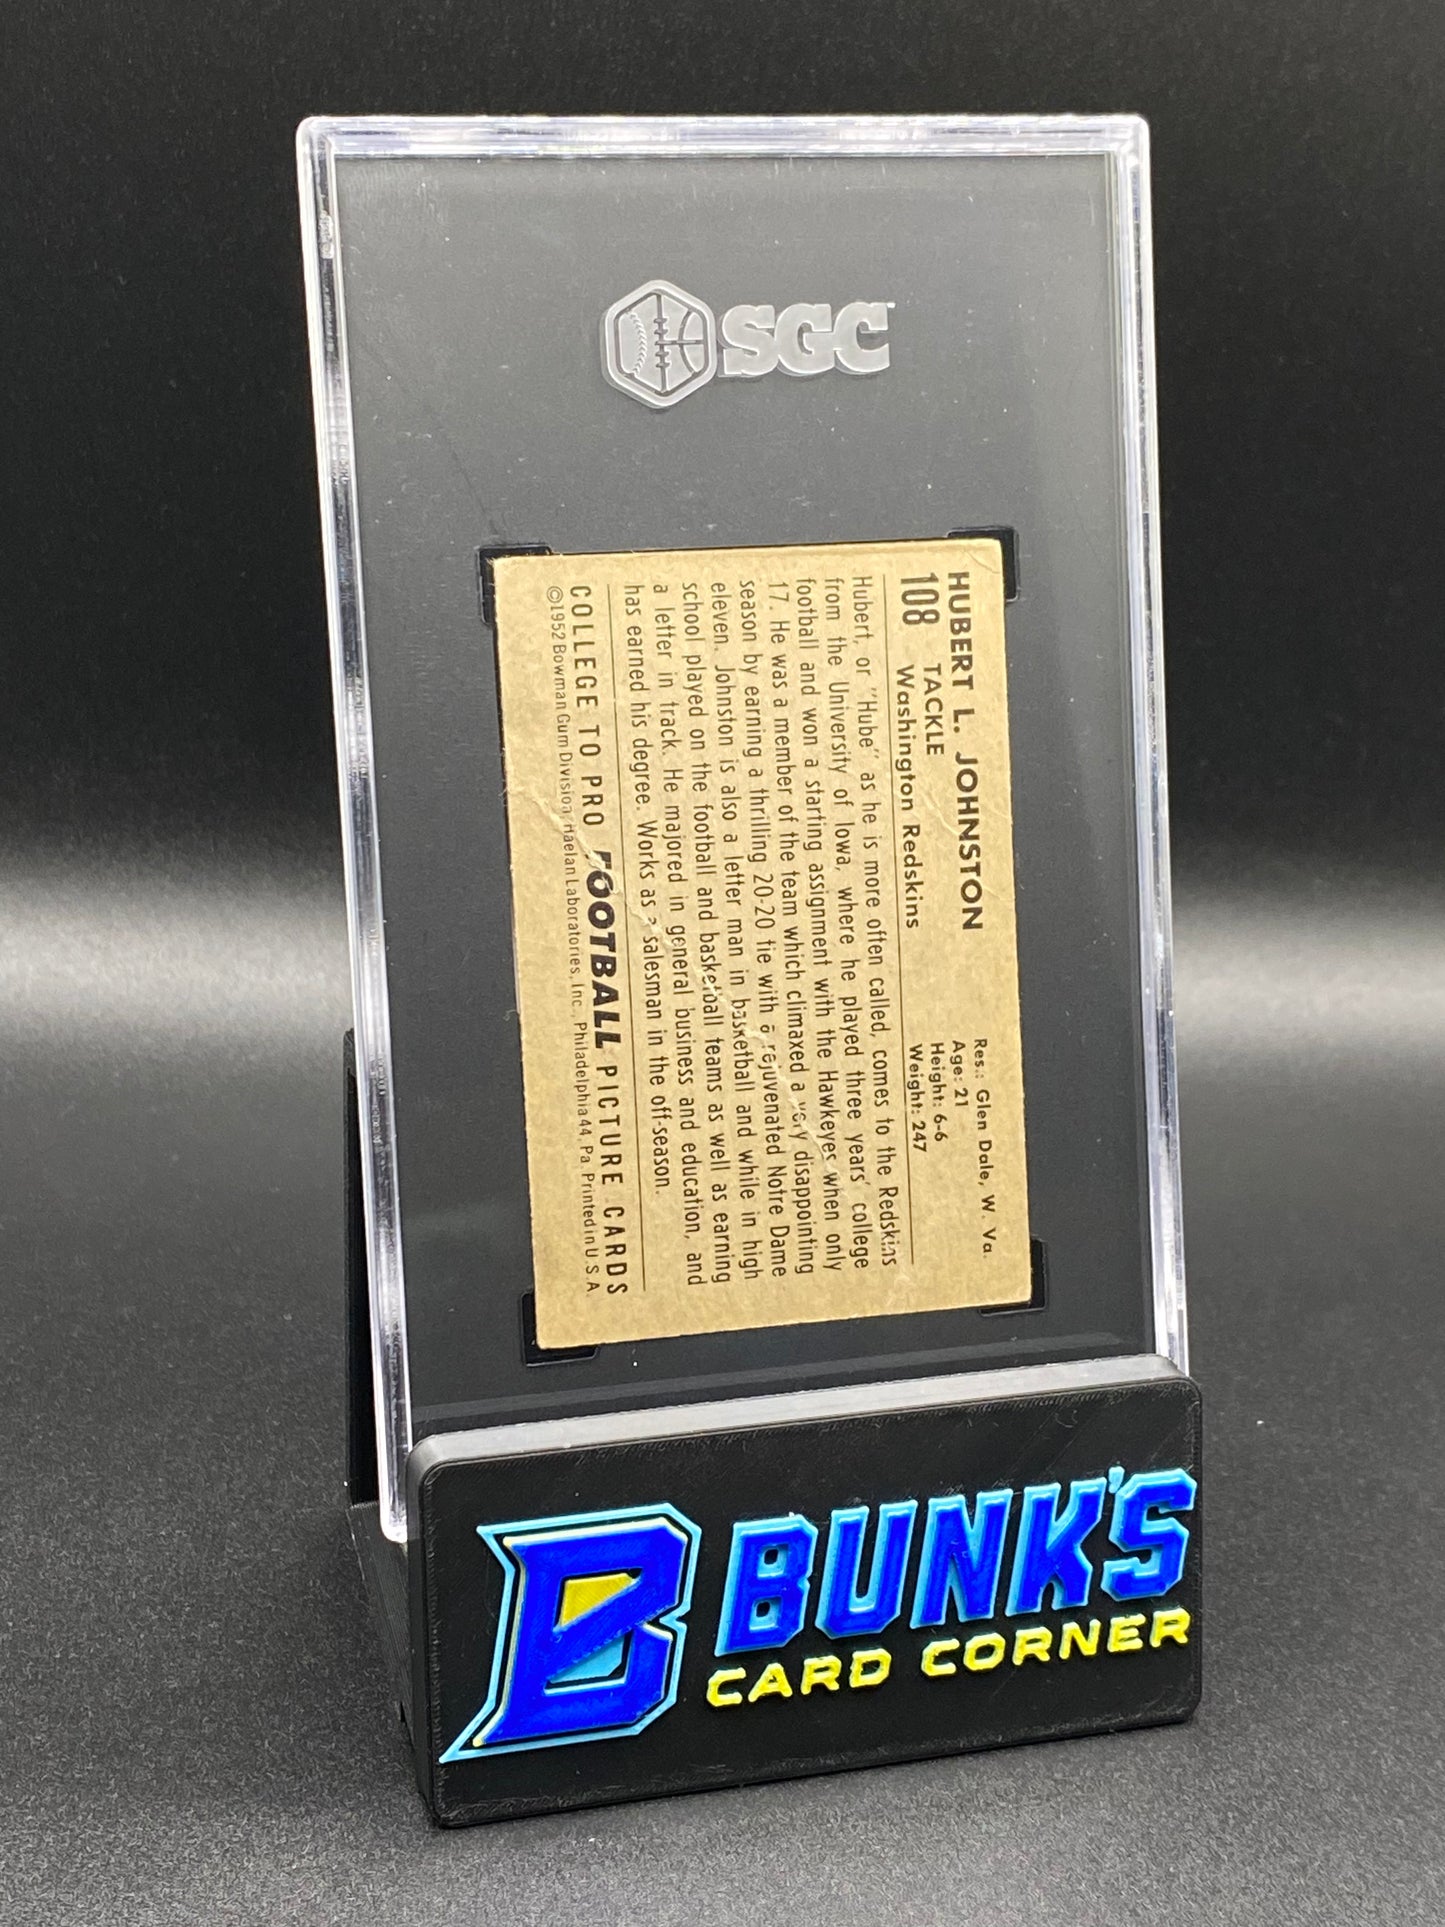 SGC
HUBERT L. JOHNSTON
108 TACKLE
Washington Redskins
Res.: Glen Dale, W. Va.
Age: 21
Height: 6-6
Weight: 247
Hubert, or "Hube" as he is more often called, comes to the Redskins
from the University of Iowa, where he played three years' college
football and won a starting assignment with the Hawkeyes when only
17. He was a member of the team which climaxed a very disappointing
season by earning a thrilling 20-20 tie with a rejuvenated Notre Dame
eleven. Johnston is also a letter man in basketball and while in high
school played on the football and basketball teams as well as earning
a letter in track. He majored in general business and education, and
has earned his degree. Works as a salesman in the off-season.
COLLEGE TO PRO FOOTBALL PICTURE CARDS
©1952 Bowman Gum Division, Haelan Laboratories, Inc., Philadelphia 44, Pa. Printed in U.S.A.
B BUNK'S
CARD CORNER